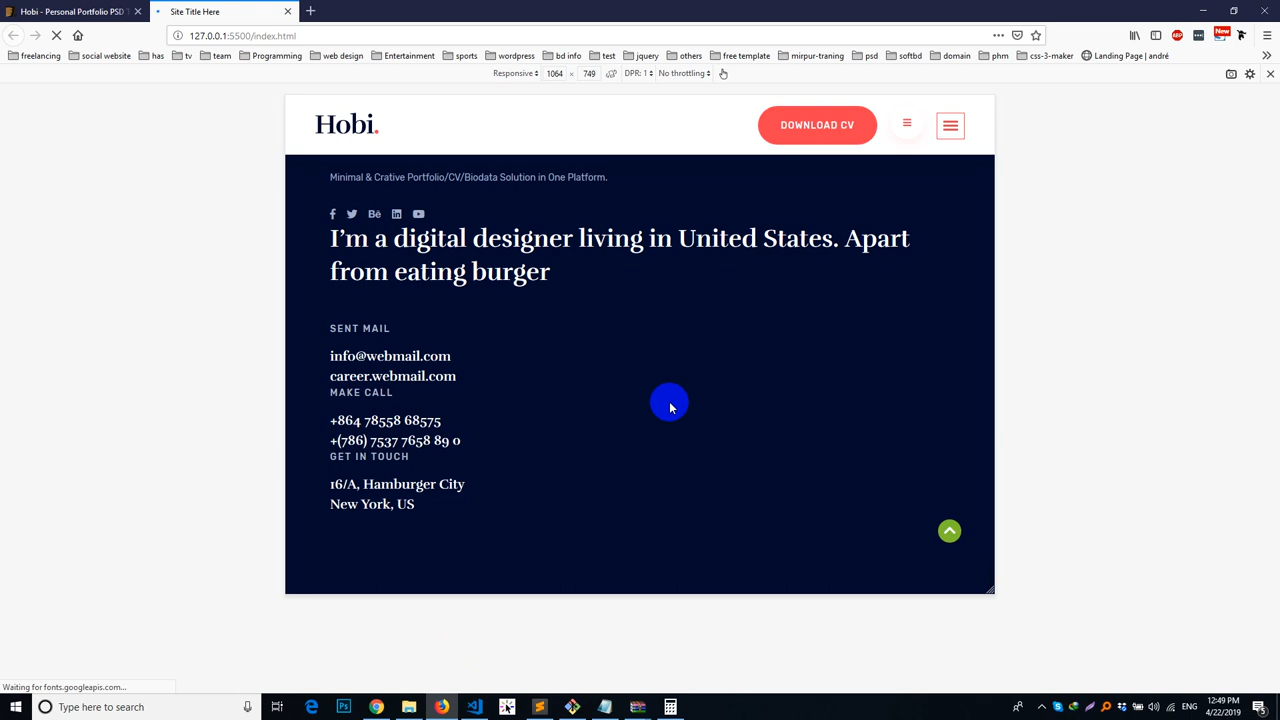 Hobi - Personal Portfolio PSD T
Site Title Here
127.0.0.1:5500/index.html
New
freelancing
social website
has
tv
team
Programming
web design
Entertainment
sports
wordpress
bd info
test
jquery
others
free template
mirpur-traning
psd
softbd
domain
phm
css-3-maker
Landing Page | andré
Responsive
1064 × 749
DPR: 1
No throttling
Hobi.
DOWNLOAD CV
Minimal & Crative Portfolio/CV/Biodata Solution in One Platform.
I'm a digital designer living in United States. Apart
from eating burger
SENT MAIL
info@webmail.com
career.webmail.com
MAKE CALL
+864 78558 68575
+(786) 7537 7658 89 0
GET IN TOUCH
16/A, Hamburger City
New York, US
Waiting for fonts.googleapis.com...
Type here to search
ENG
12:49 PM
4/22/2019